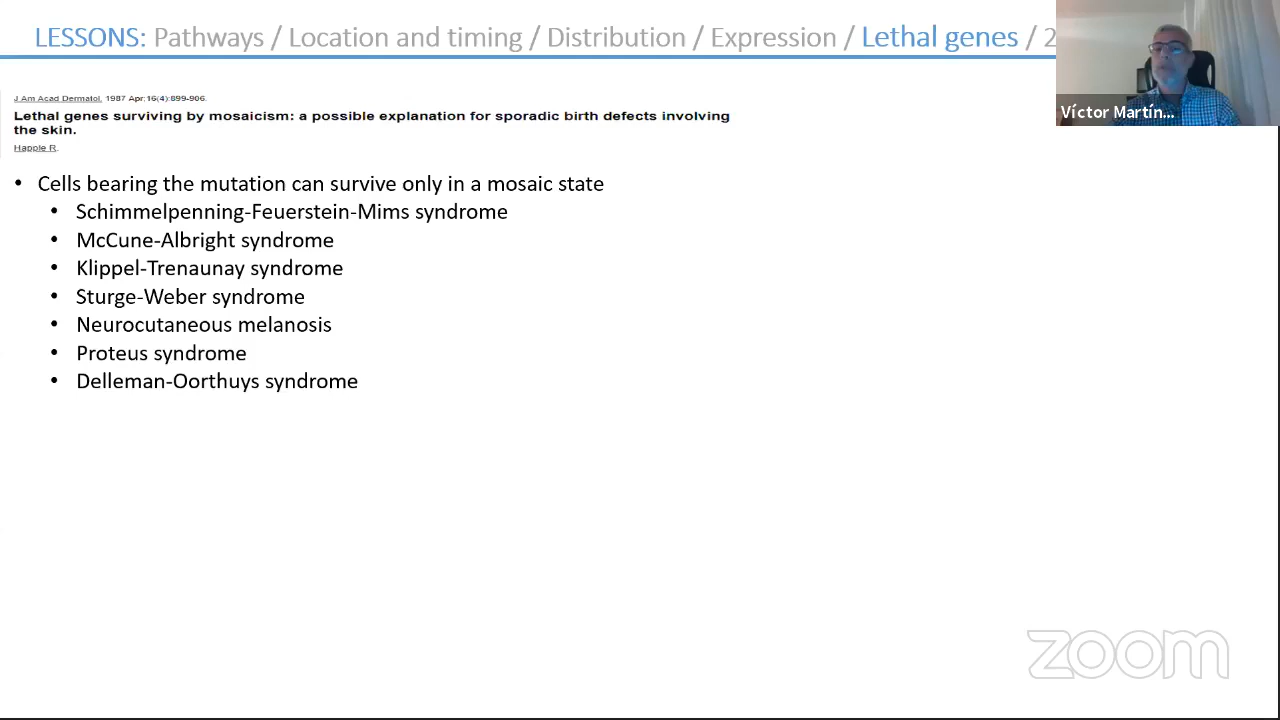 LESSONS: Pathways / Location and timing / Distribution / Expression / Lethal genes / 2
Víctor Martín...
J Am Acad Dermatol. 1987 Apr;16(4):899-906.
Lethal genes surviving by mosaicism: a possible explanation for sporadic birth defects involving
the skin.
Happle R.
• Cells bearing the mutation can survive only in a mosaic state
• Schimmelpenning-Feuerstein-Mims syndrome
• McCune-Albright syndrome
• Klippel-Trenaunay syndrome
• Sturge-Weber syndrome
• Neurocutaneous melanosis
• Proteus syndrome
• Delleman-Oorthuys syndrome
zoom